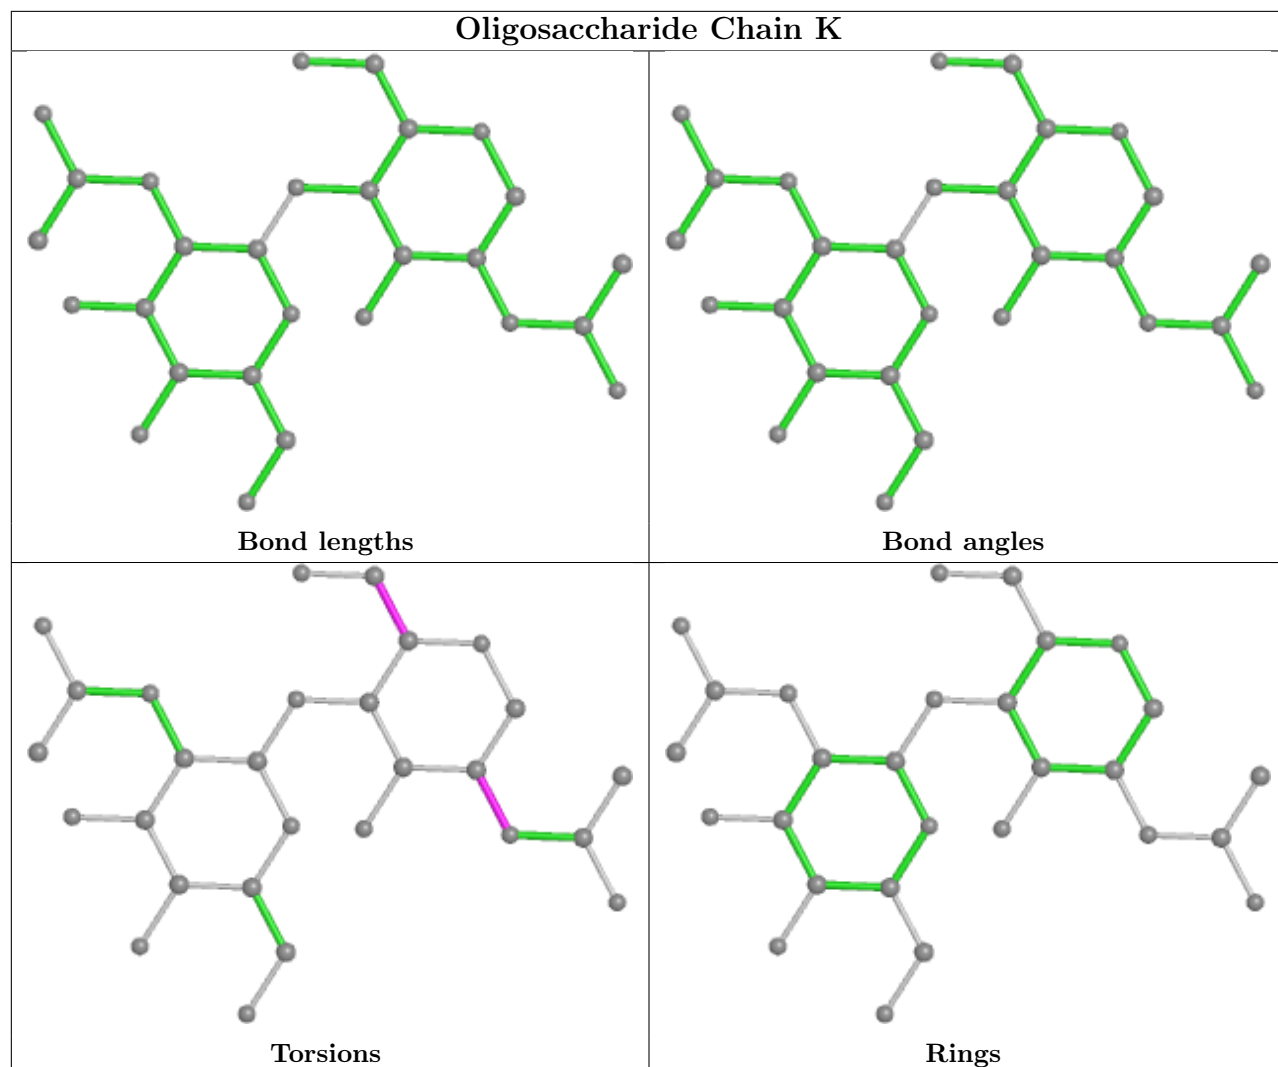 Oligosaccharide Chain K
Bond lengths
Bond angles
Torsions
Rings